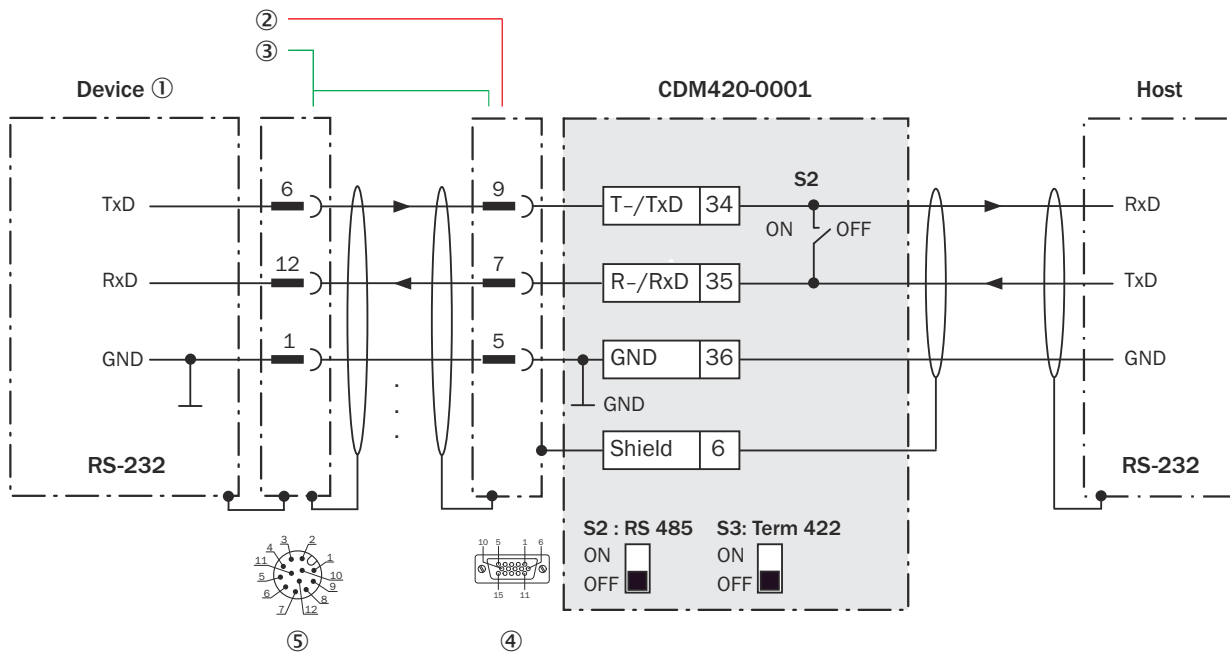 ②
③
Device ①
CDM420-0001
Host
6
9
S2
TxD
T–/TxD 34
RxD
ON OFF
12
7
RxD
R–/RxD 35
TxD
1
5
GND
GND 36
GND
GND
Shield 6
RS-232
RS-232
S2 : RS 485 S3: Term 422
ON ON
OFF OFF
3 2
4 1
11 10
5 9
6 8
7 12
10 5 1 6
15 11
⑤ ④